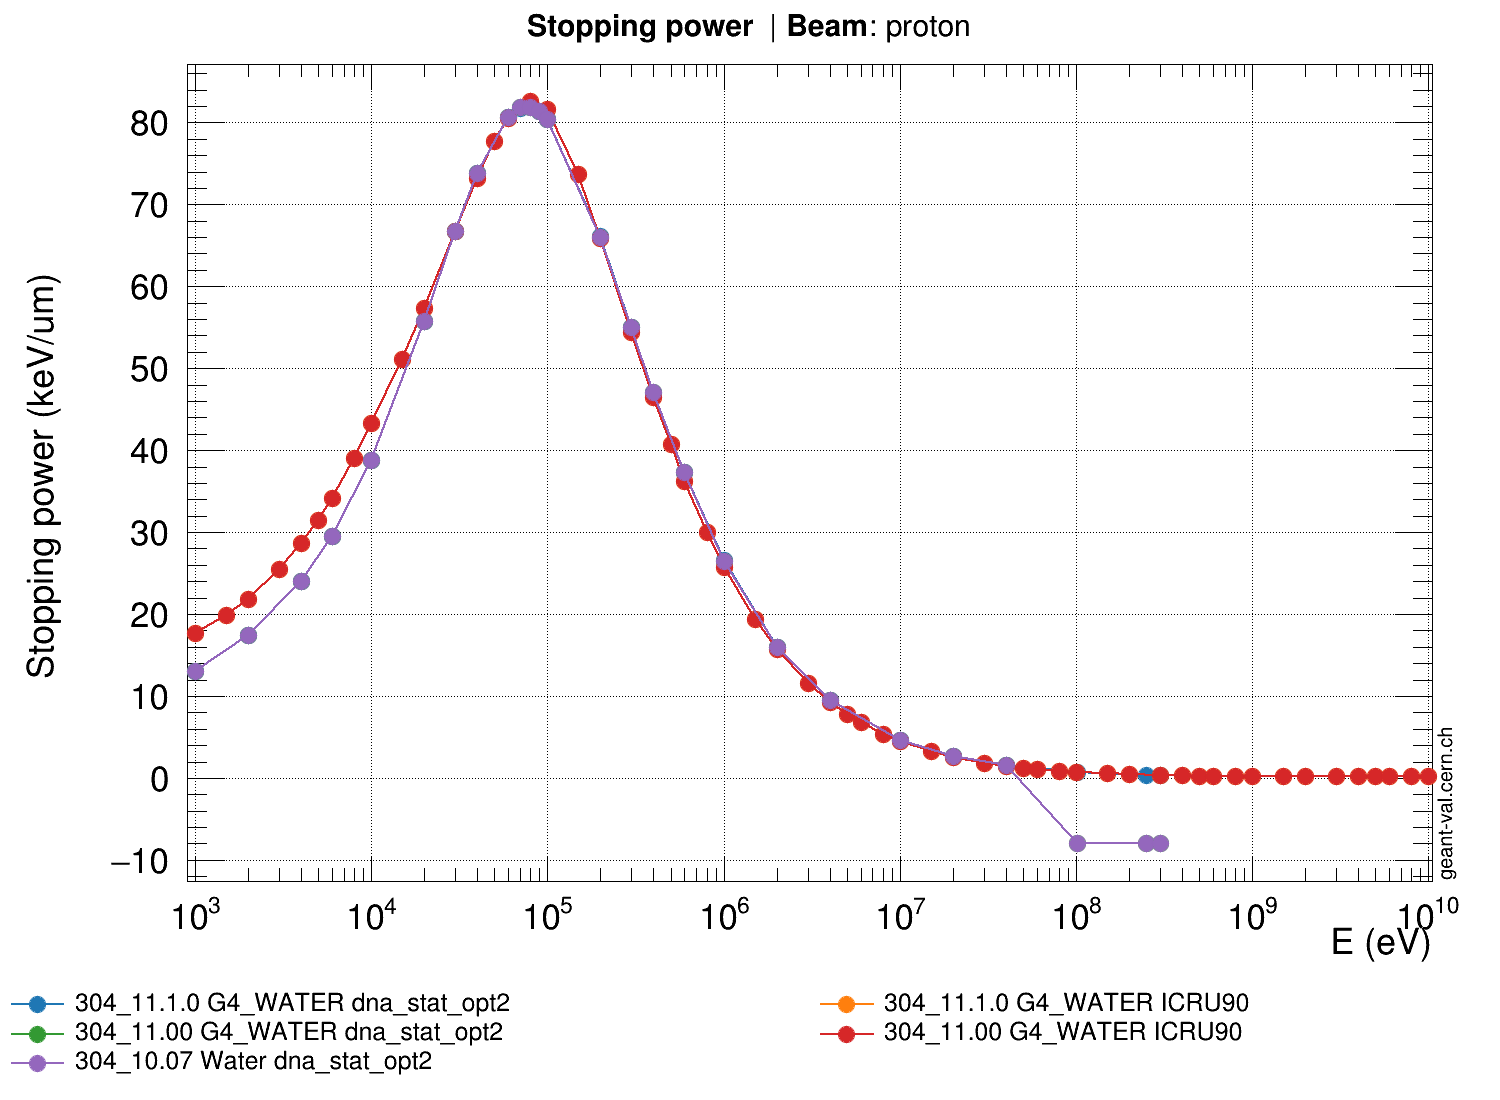 Stopping power | Beam: proton
Stopping power (keV/um)
80
70
60
50
40
30
20
10
0
−10
10^3 10^4 10^5 10^6 10^7 10^8 10^9 10^10
E (eV)
geant-val.cern.ch
304_11.1.0 G4_WATER dna_stat_opt2
304_11.1.0 G4_WATER ICRU90
304_11.00 G4_WATER dna_stat_opt2
304_11.00 G4_WATER ICRU90
304_10.07 Water dna_stat_opt2